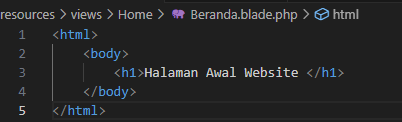 resources > views > Home > Beranda.blade.php > html
1 <html>
2 <body>
3 <h1>Halaman Awal Website </h1>
4 </body>
5 </html>